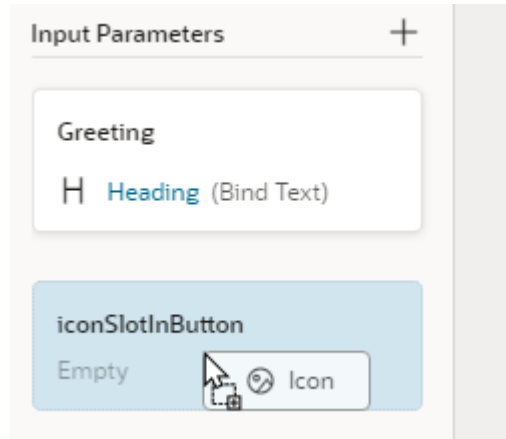 Input Parameters
Greeting
Heading (Bind Text)
iconSlotInButton
Empty
Icon